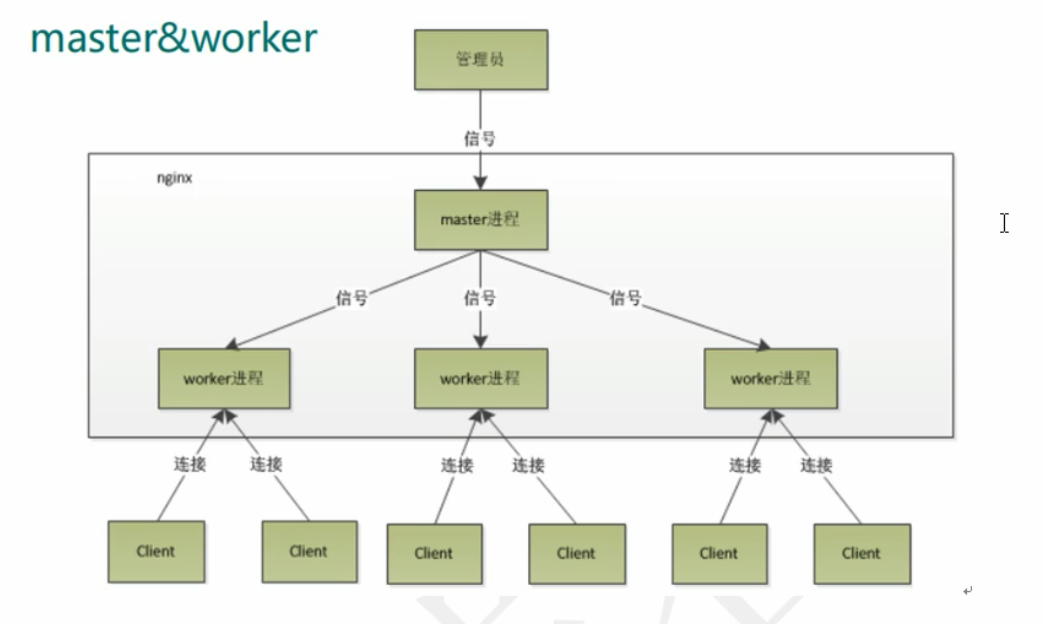 master&worker
管理员
信号
nginx
master进程
信号
信号
信号
worker进程
worker进程
worker进程
连接
连接
连接
连接
连接
连接
Client
Client
Client
Client
Client
Client